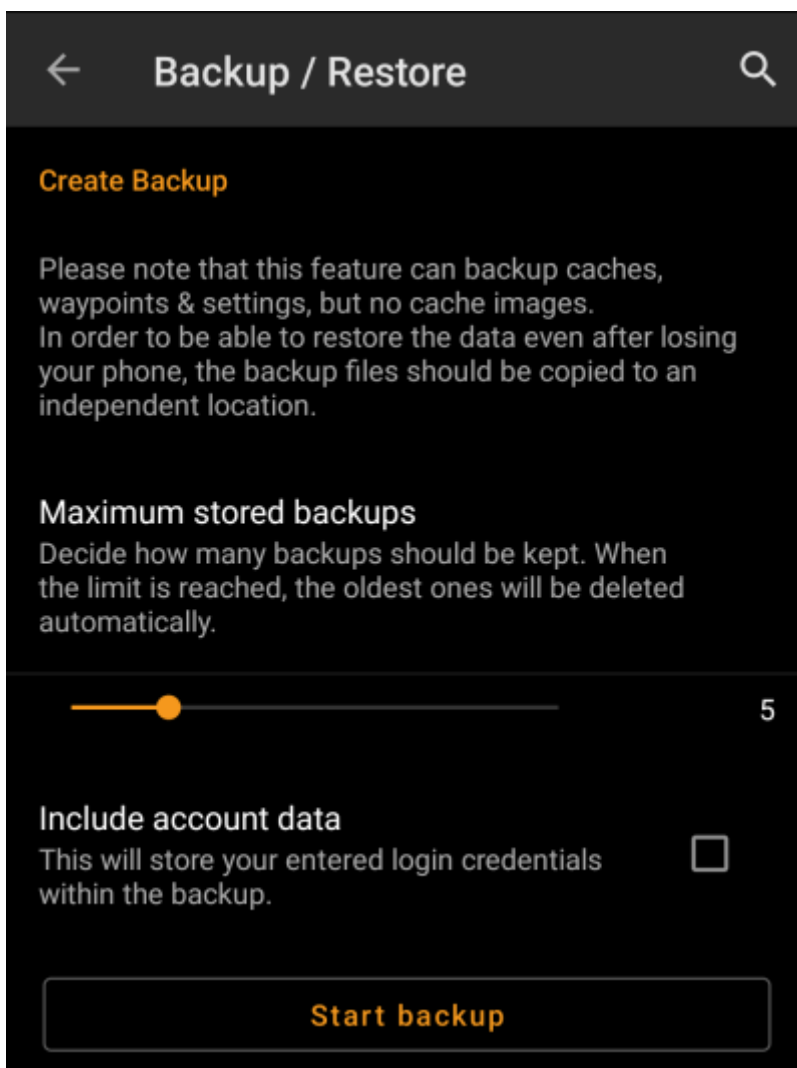 Backup / Restore
Create Backup
Please note that this feature can backup caches,
waypoints & settings, but no cache images.
In order to be able to restore the data even after losing
your phone, the backup files should be copied to an
independent location.
Maximum stored backups
Decide how many backups should be kept. When
the limit is reached, the oldest ones will be deleted
automatically.
5
Include account data
This will store your entered login credentials
within the backup.
Start backup